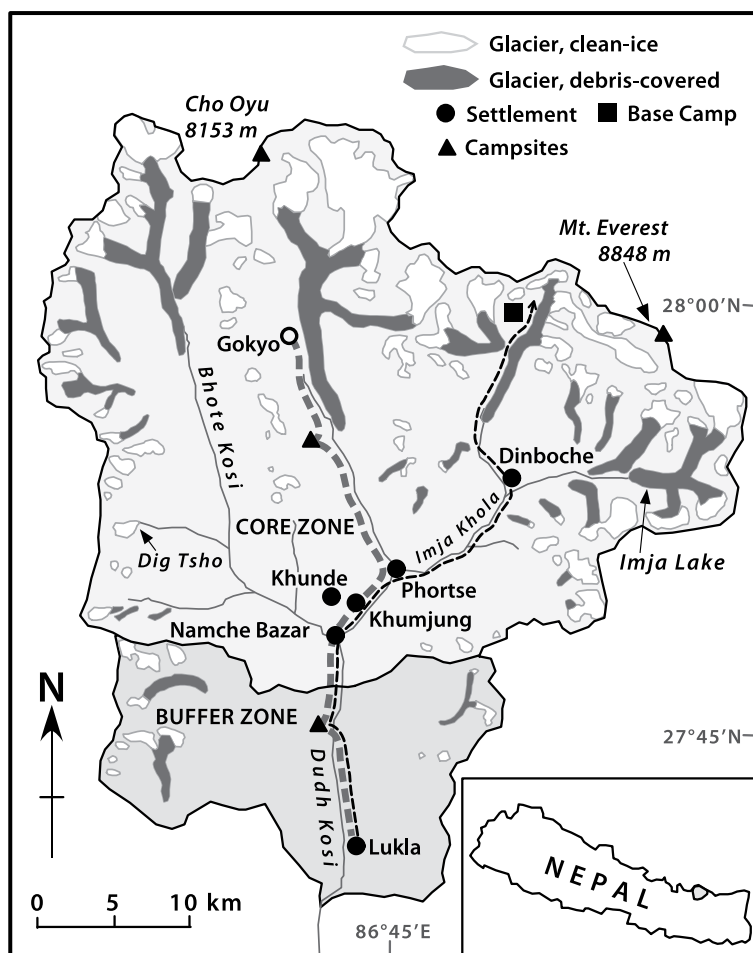 Glacier, clean-ice
Glacier, debris-covered
Settlement
Base Camp
Campsites
Cho Oyu
8153 m
Mt. Everest
8848 m
28°00'N
Gokyo
Bhote Kosi
Dinboche
CORE ZONE
Imja Khola
Dig Tsho
Imja Lake
Khunde
Phortse
Khumjung
Namche Bazar
N
BUFFER ZONE
27°45'N
Dudh Kosi
Lukla
NEPAL
0 5 10 km
86°45'E